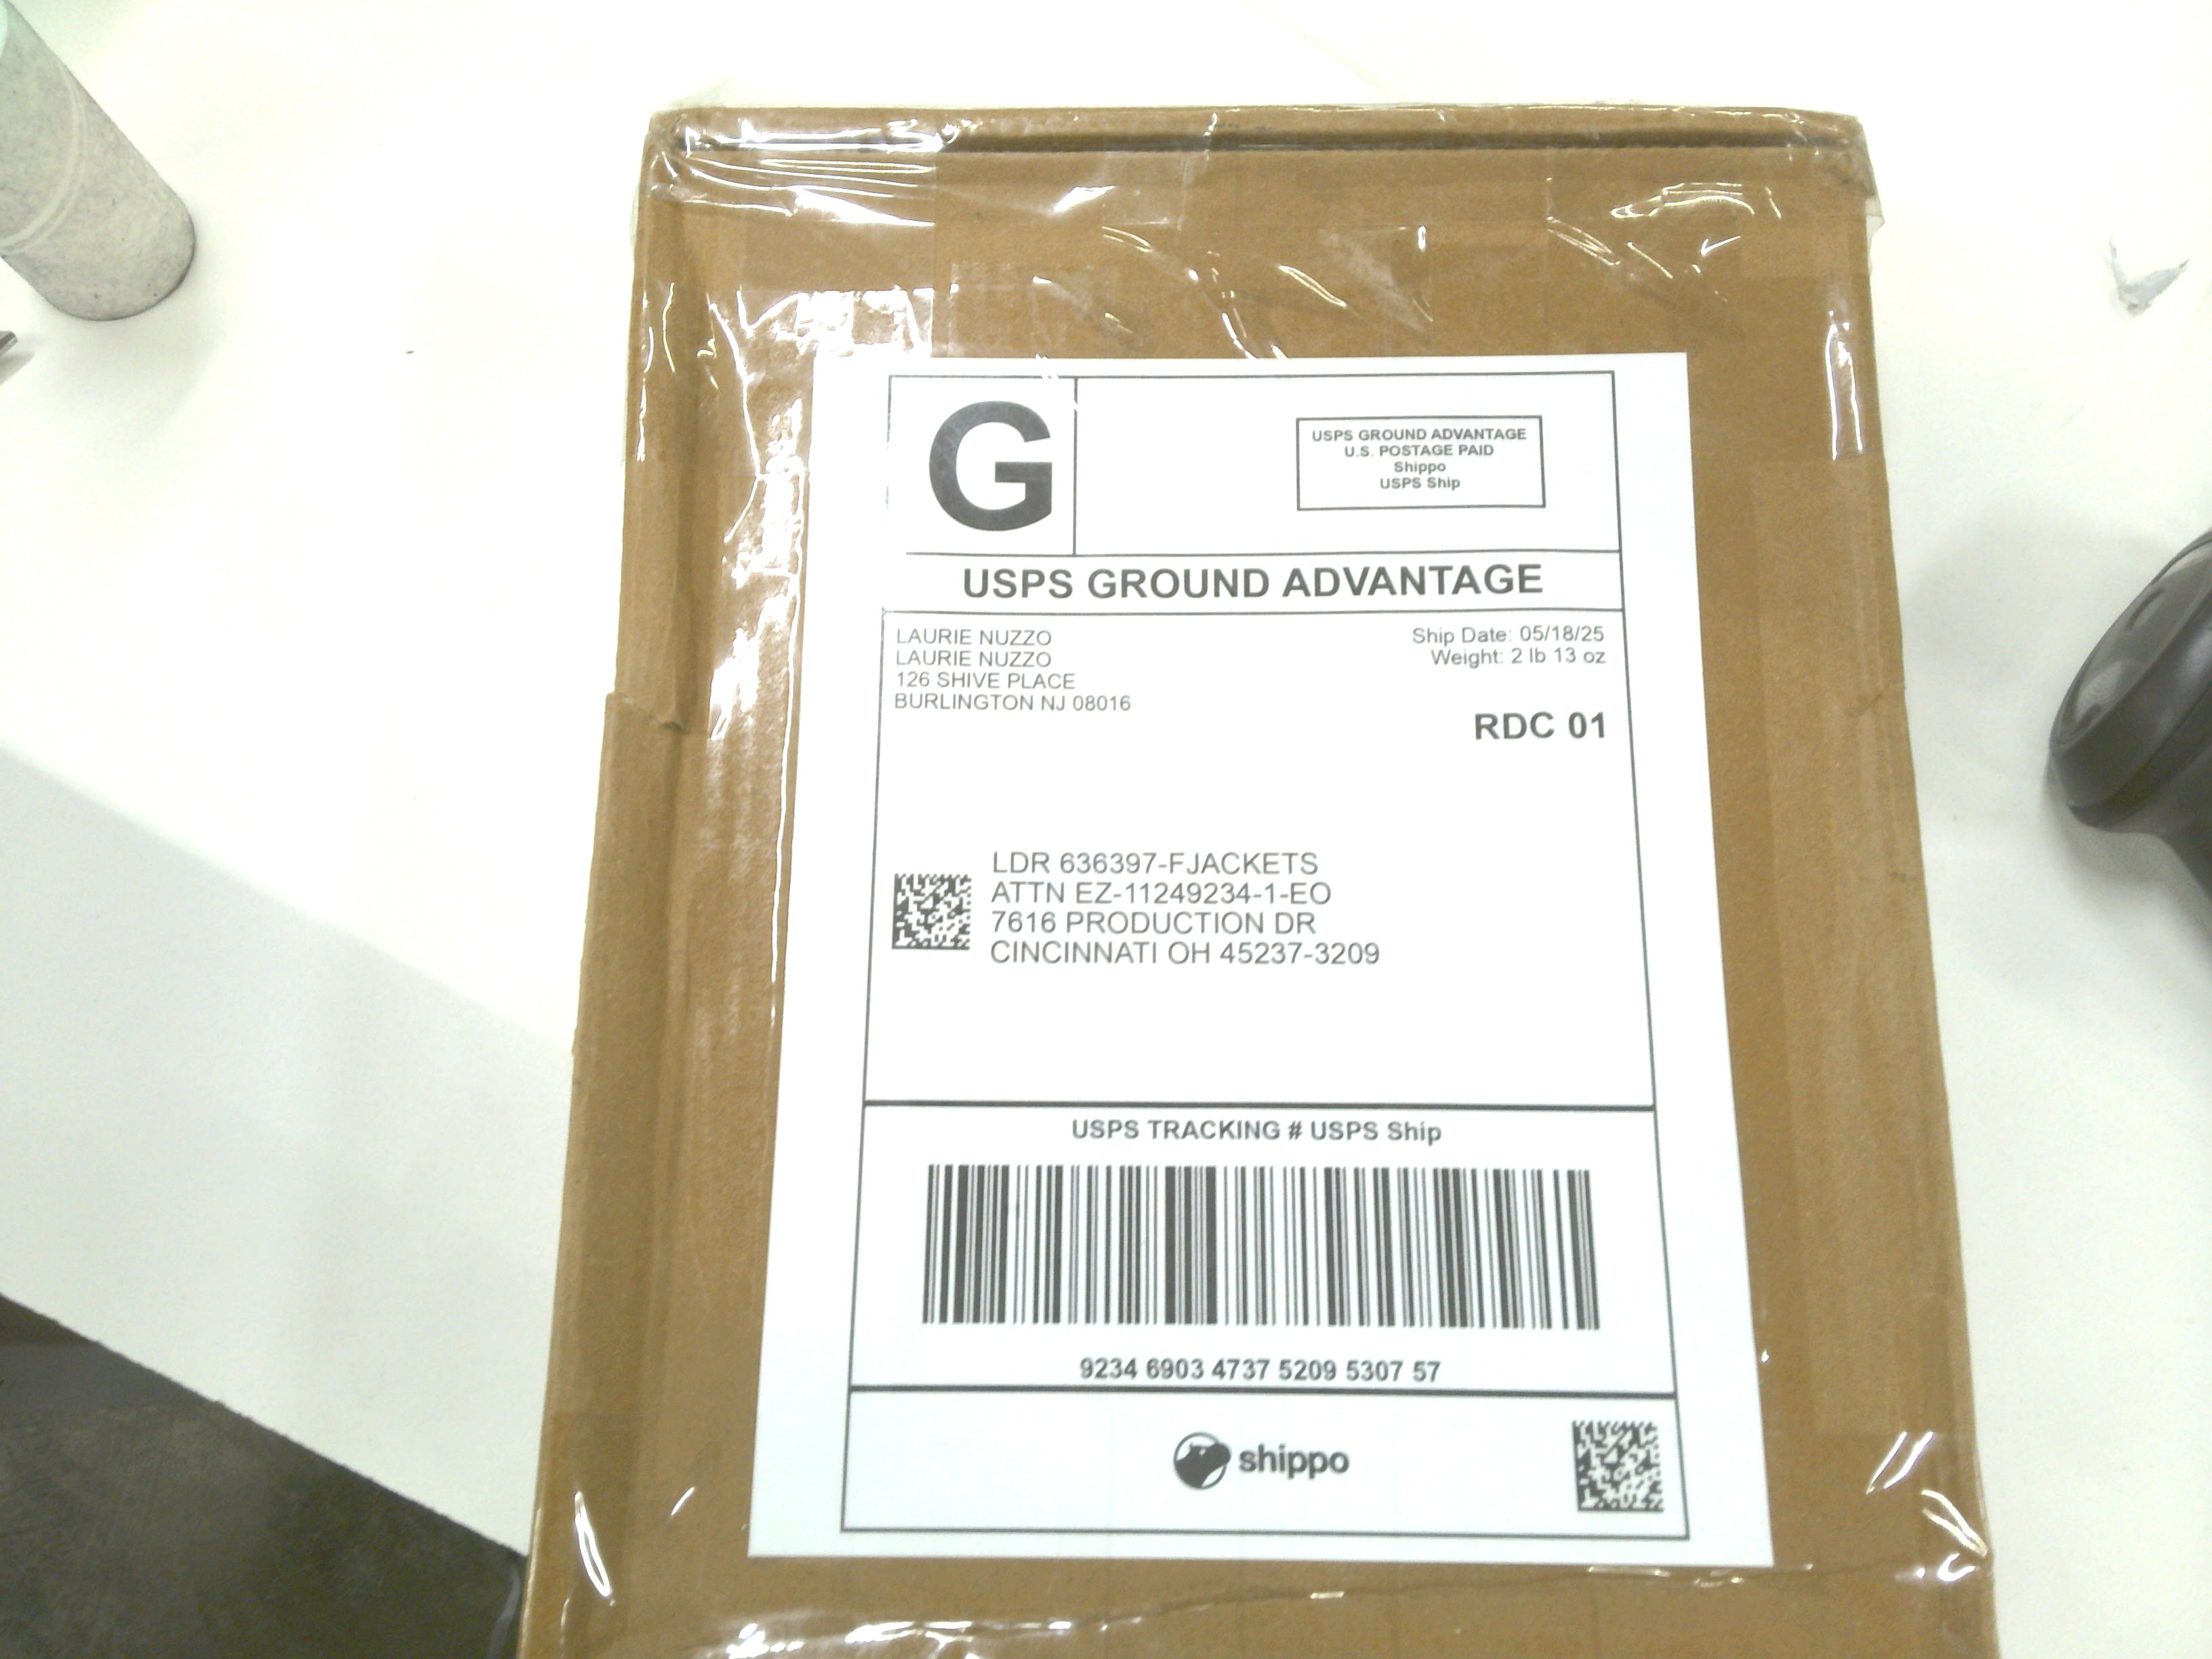 G
USPS GROUND ADVANTAGE
U.S. POSTAGE PAID
Shippo
USPS Ship
USPS GROUND ADVANTAGE
LAURIE NUZZO
LAURIE NUZZO
126 SHIVE PLACE
BURLINGTON NJ 08016
Ship Date: 05/18/25
Weight: 2 lb 13 oz
RDC 01
LDR 636397-FJACKETS
ATTN EZ-11249234-1-EO
7616 PRODUCTION DR
CINCINNATI OH 45237-3209
USPS TRACKING # USPS Ship
9234 6903 4737 5209 5307 57
shippo